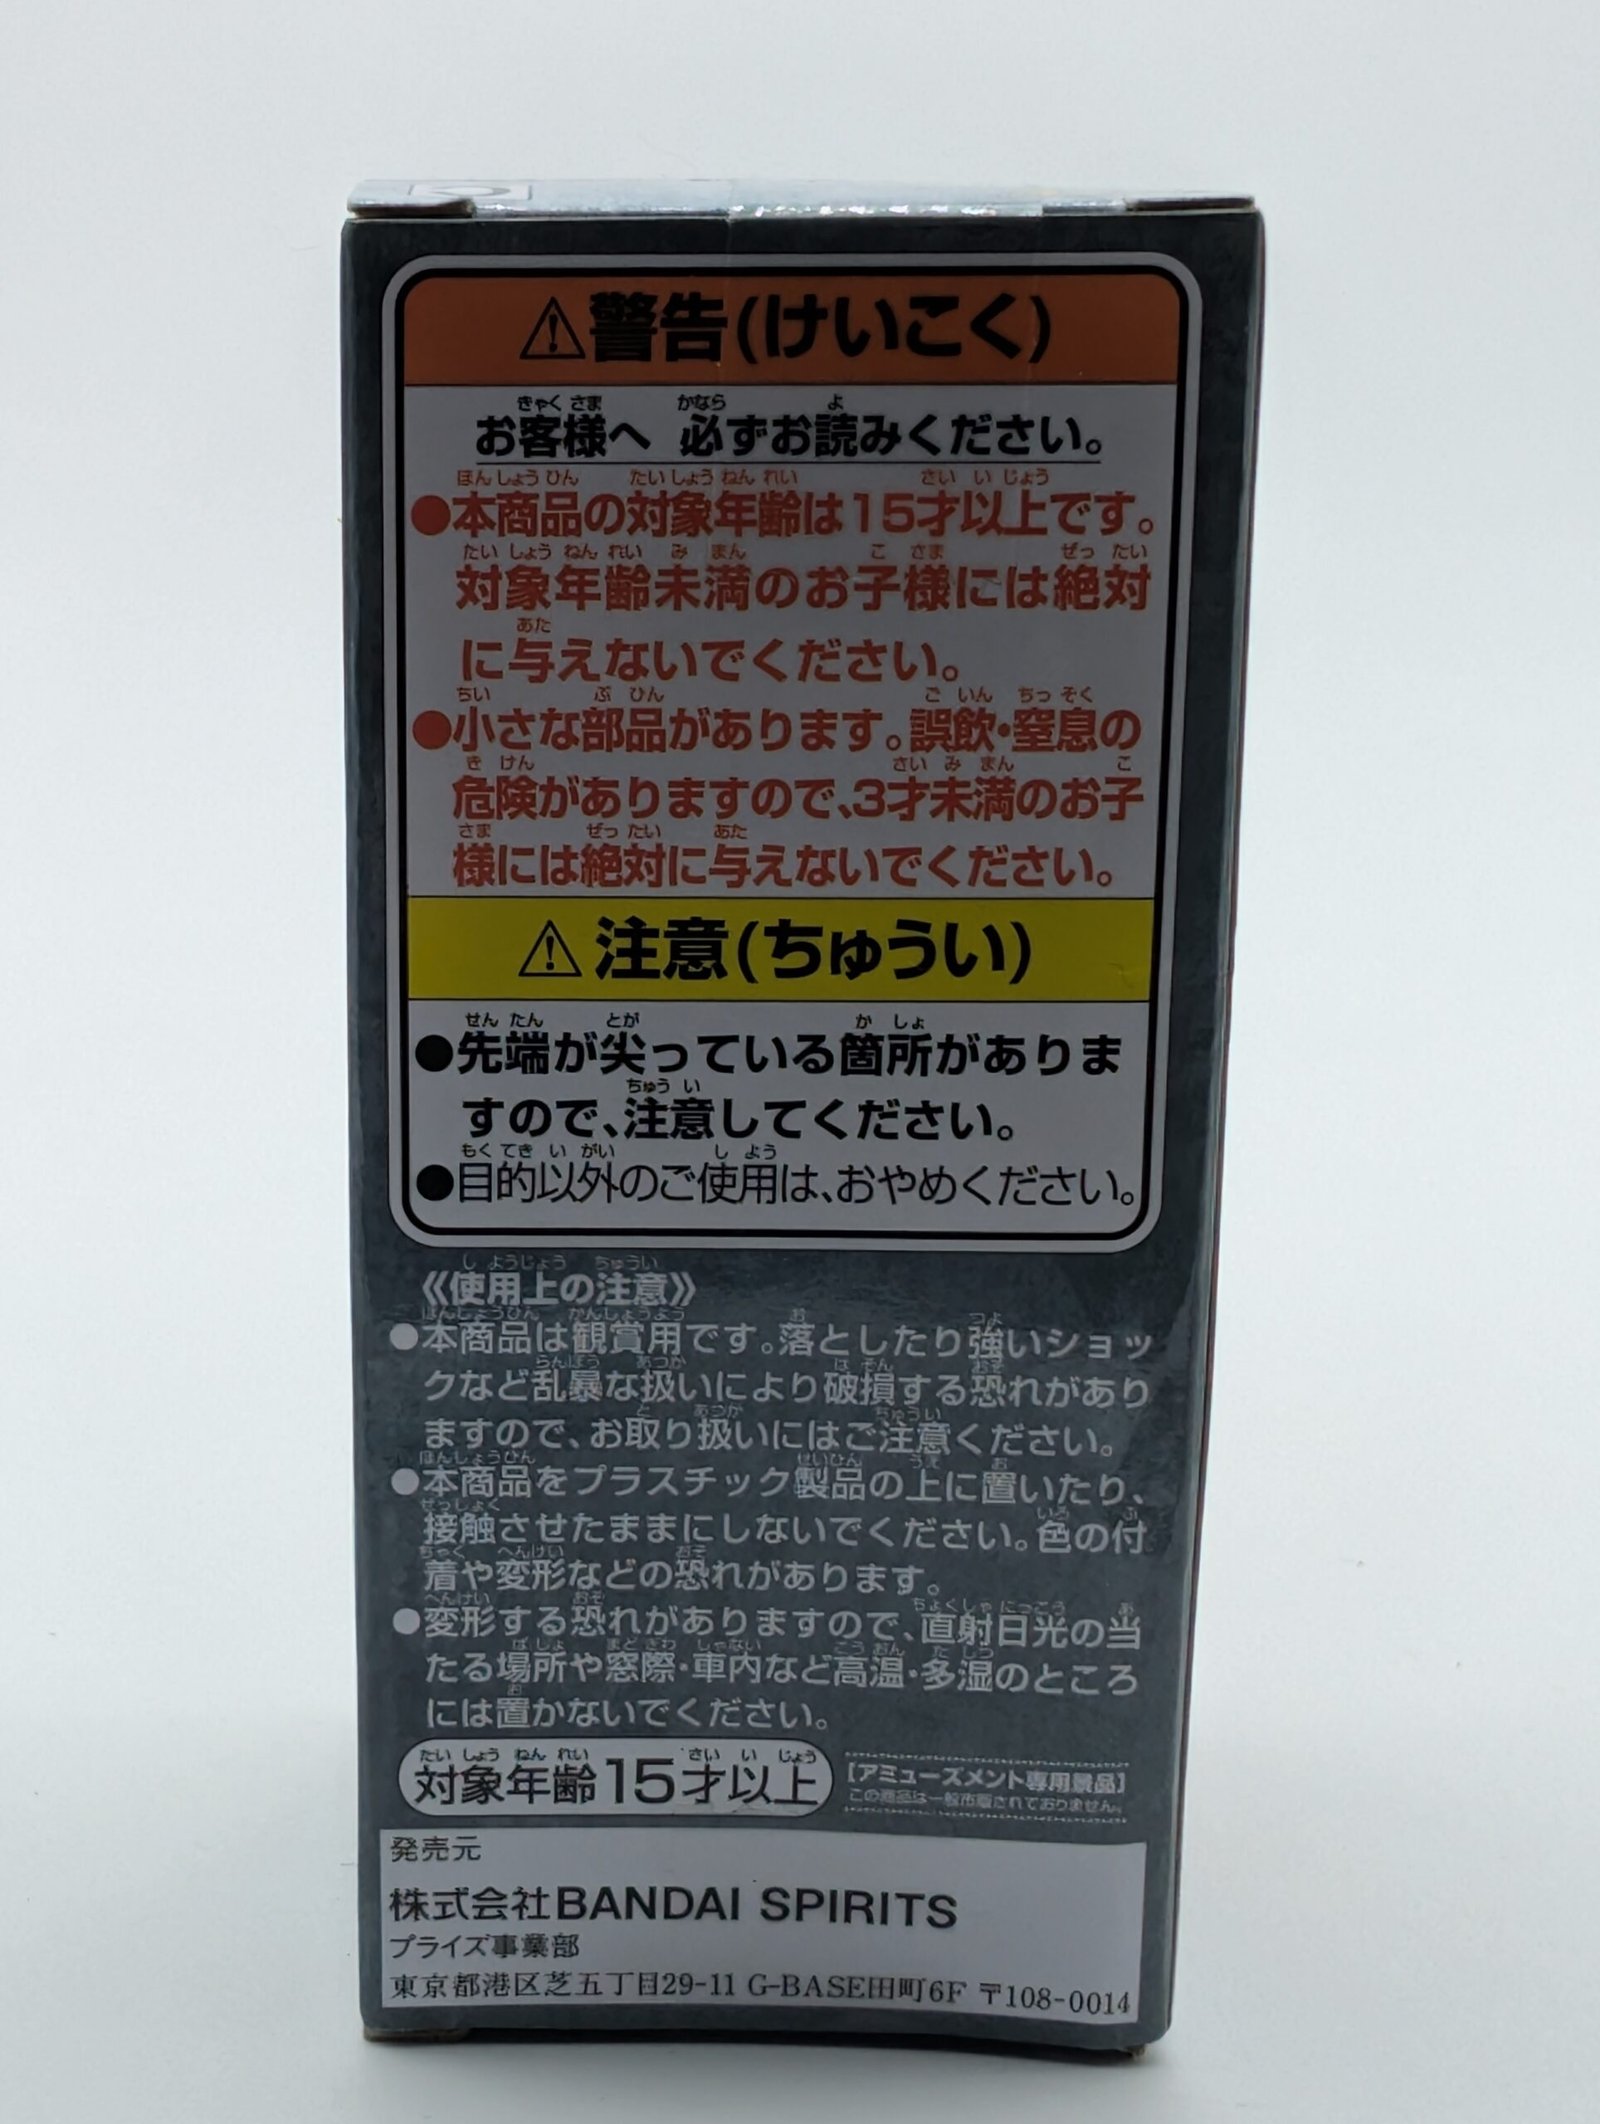 ⚠警告(けいこく)
お客様へ 必ずお読みください。
●本商品の対象年齢は15才以上です。
対象年齢未満のお子様には絶対
に与えないでください。
●小さな部品があります。誤飲・窒息の
危険がありますので、3才未満のお子
様には絶対に与えないでください。
⚠注意(ちゅうい)
●先端が尖っている箇所がありま
すので、注意してください。
●目的以外のご使用は、おやめください。
《使用上の注意》
●本商品は観賞用です。落としたり強いショッ
クなど乱暴な扱いにより破損する恐れがあり
ますので、お取り扱いにはご注意ください。
●本商品をプラスチック製品の上に置いたり、
接触させたままにしないでください。色の付
着や変形などの恐れがあります。
●変形する恐れがありますので、直射日光の当
たる場所や窓際・車内など高温・多湿のところ
には置かないでください。
対象年齢15才以上
【アミューズメント専用景品】
この商品は一般市販されておりません。
発売元
株式会社BANDAI SPIRITS
プライズ事業部
東京都港区芝五丁目29-11 G-BASE田町6F 〒108-0014